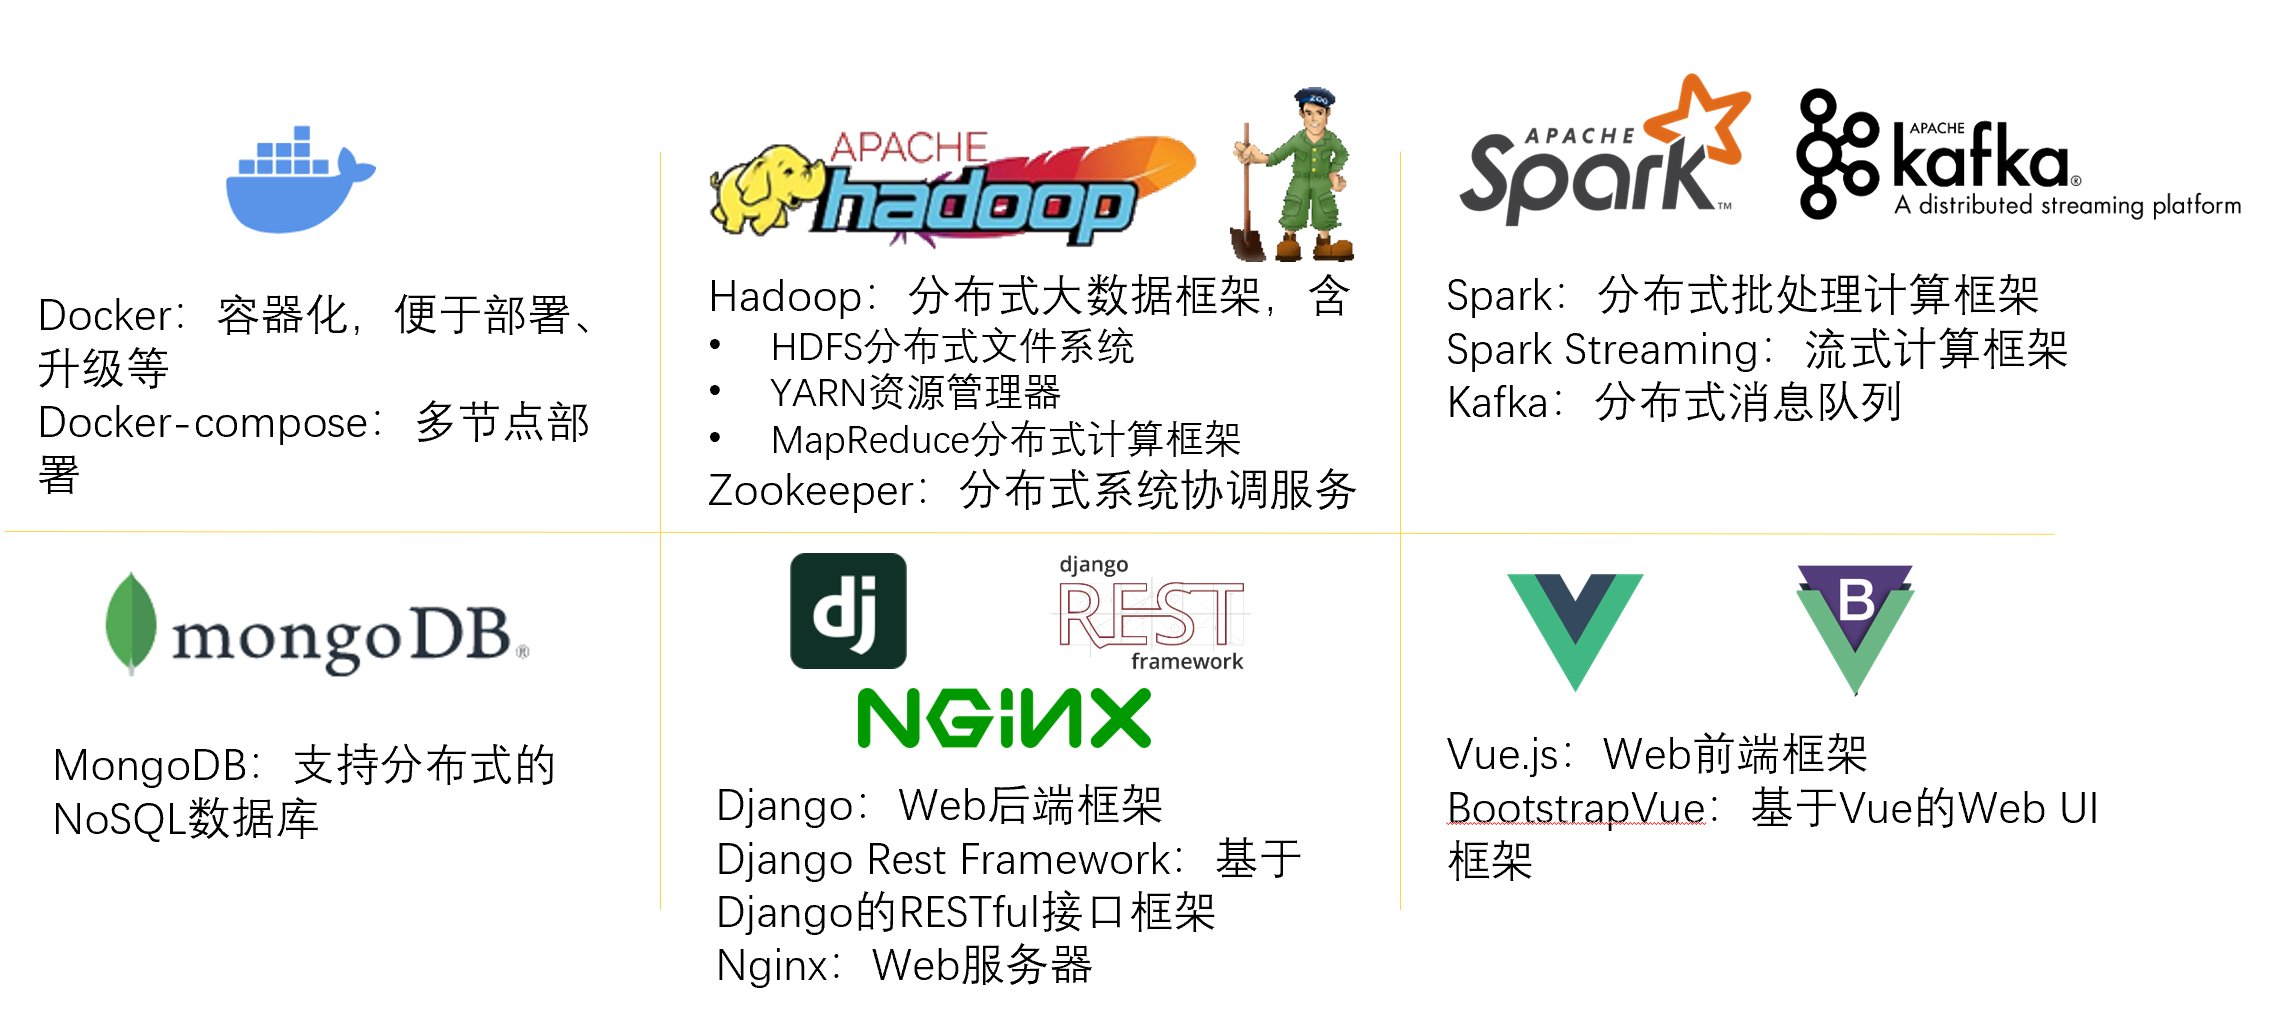 Docker：容器化，便于部署、
升级等
Docker-compose：多节点部
署
APACHE
hadoop
ZOO
Hadoop：分布式大数据框架，含
• HDFS分布式文件系统
• YARN资源管理器
• MapReduce分布式计算框架
Zookeeper：分布式系统协调服务
APACHE
Spark™
APACHE
kafka®
A distributed streaming platform
Spark：分布式批处理计算框架
Spark Streaming：流式计算框架
Kafka：分布式消息队列
mongoDB®
MongoDB：支持分布式的
NoSQL数据库
dj
django
REST
framework
NGiNX
Django：Web后端框架
Django Rest Framework：基于
Django的RESTful接口框架
Nginx：Web服务器
B
Vue.js：Web前端框架
BootstrapVue：基于Vue的Web UI
框架